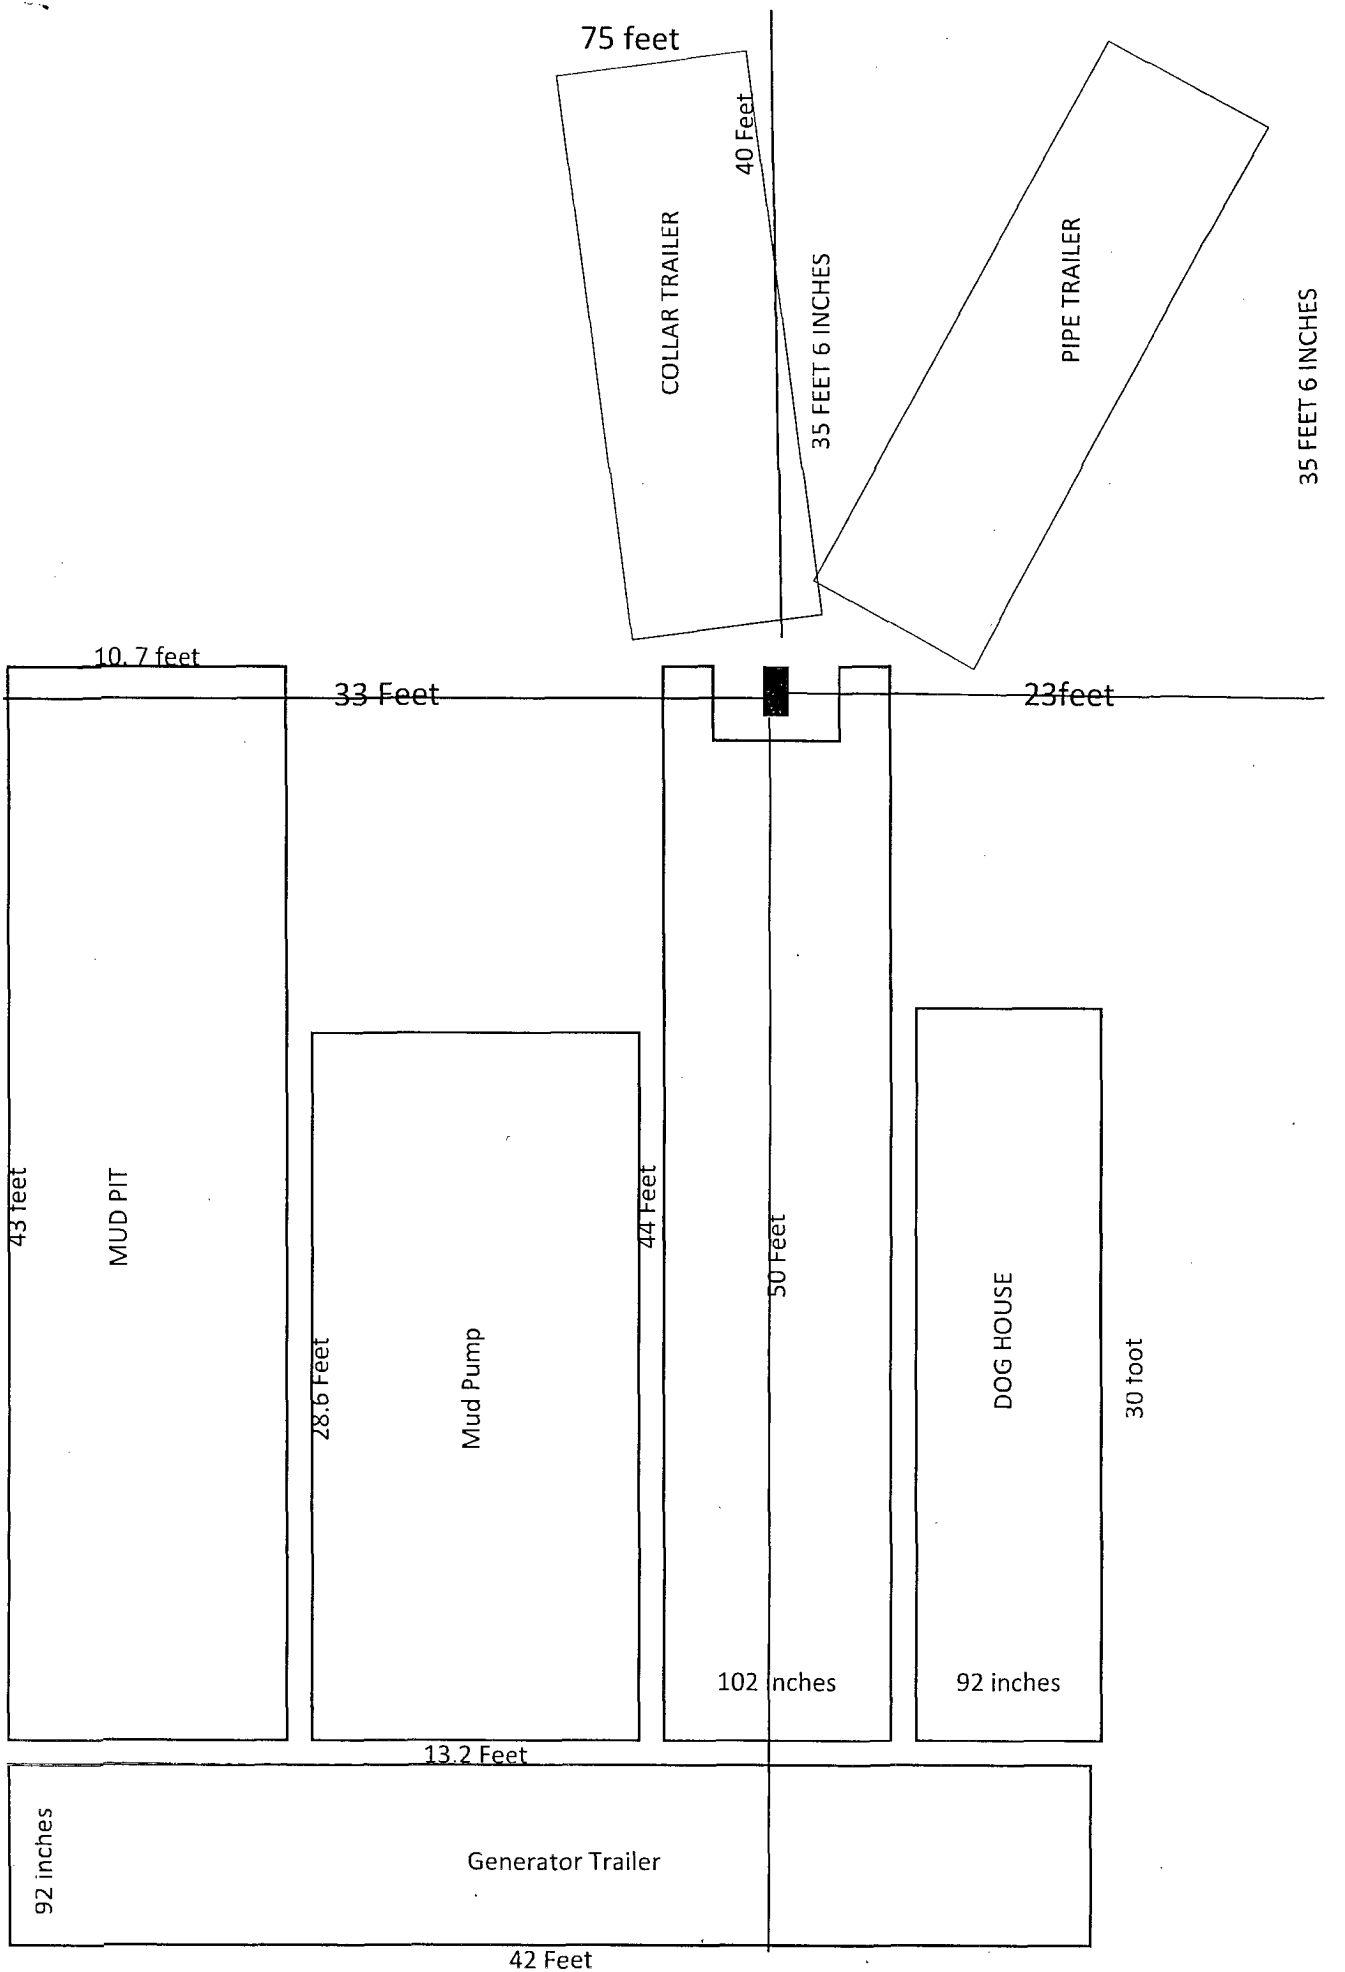 75 feet
40 Feet
COLLAR TRAILER
35 FEET 6 INCHES
PIPE TRAILER
35 FEET 6 INCHES
10. 7 feet
33 Feet
23feet
43 feet
MUD PIT
28.6 Feet
Mud Pump
44 Feet
50 Feet
DOG HOUSE
30 foot
102 inches
92 inches
13.2 Feet
92 inches
Generator Trailer
42 Feet